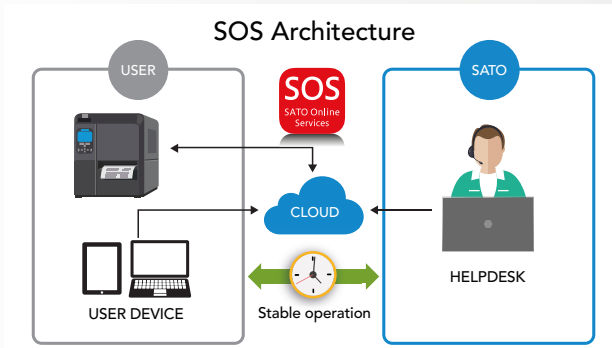 SOS Architecture
USER
SATO
SOS
SATO Online
Services
CLOUD
USER DEVICE
Stable operation
HELPDESK